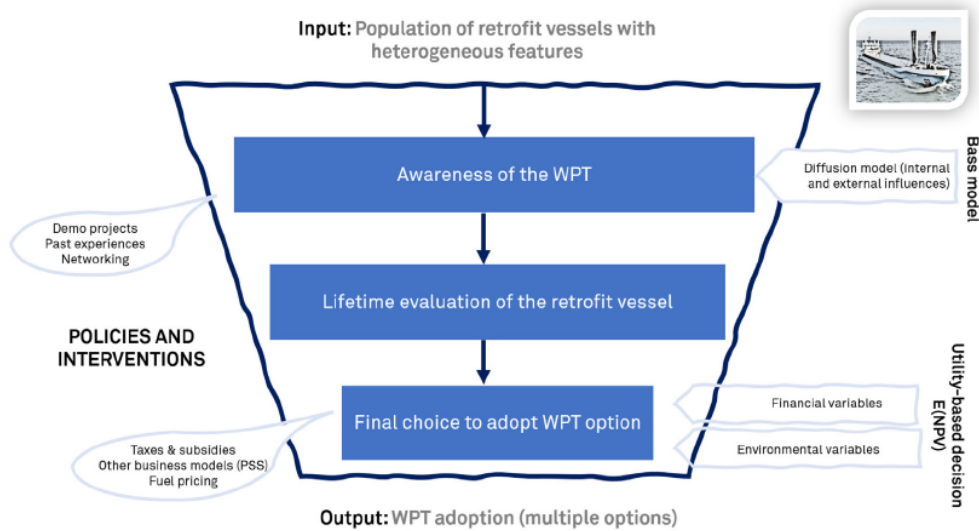 Input: Population of retrofit vessels with
heterogeneous features
Awareness of the WPT
Diffusion model (internal
and external influences)
Bass model
Demo projects
Past experiences
Networking
Lifetime evaluation of the retrofit vessel
POLICIES AND
INTERVENTIONS
Final choice to adopt WPT option
Financial variables
Environmental variables
Utility-based decision
E(NPV)
Taxes & subsidies
Other business models (PSS)
Fuel pricing
Output: WPT adoption (multiple options)